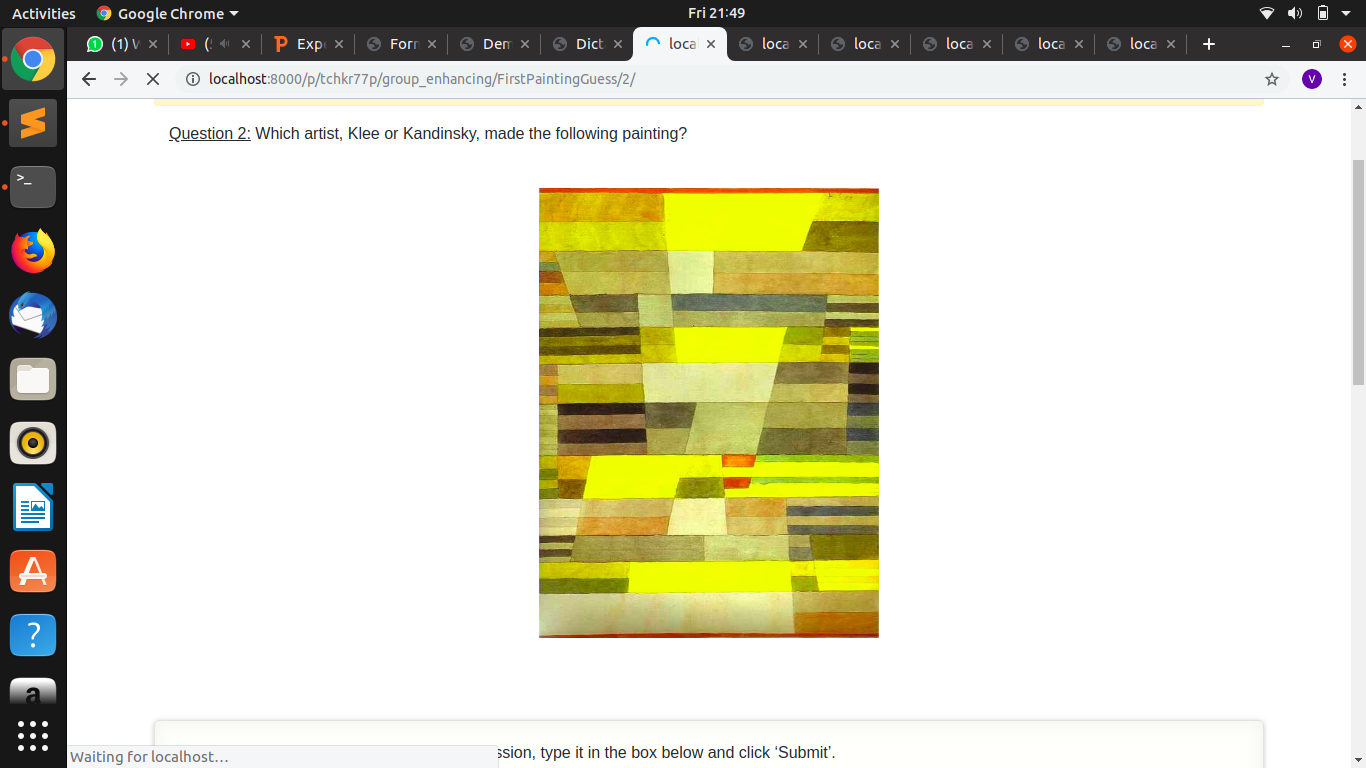 Activities Google Chrome Fri 21:49
(1) W (: Exp Forr Dem Dict loca loca loca loca loca loca
localhost:8000/p/tchkr77p/group_enhancing/FirstPaintingGuess/2/ V
Question 2: Which artist, Klee or Kandinsky, made the following painting?
ssion, type it in the box below and click ‘Submit’.
Waiting for localhost…